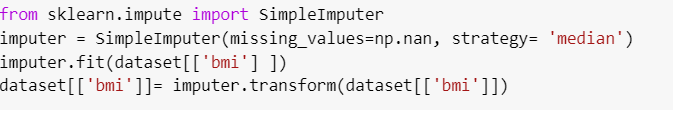 from sklearn.impute import SimpleImputer
imputer = SimpleImputer(missing_values=np.nan, strategy= 'median')
imputer.fit(dataset[['bmi'] ])
dataset[['bmi']]= imputer.transform(dataset[['bmi']])